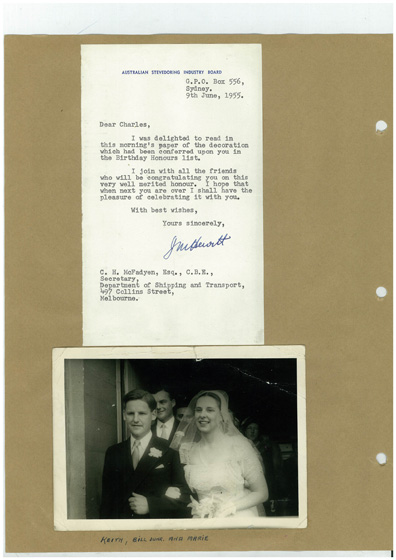 AUSTRALIAN STEVEDORING INDUSTRY BOARD
G.P.O. Box 556,
Sydney.
9th June, 1955.
Dear Charles,
I was delighted to read in
this morning's paper of the decoration
which had been conferred upon you in
the Birthday Honours list.
I join with all the friends
who will be congratulating you on this
very well merited honour. I hope that
when next you are over I shall have the
pleasure of celebrating it with you.
With best wishes,
Yours sincerely,
JMHewitt
C. H. McFadyen, Esq., C.B.E.,
Secretary,
Department of Shipping and Transport,
497 Collins Street,
Melbourne.
KEITH, BILL AND MARIE